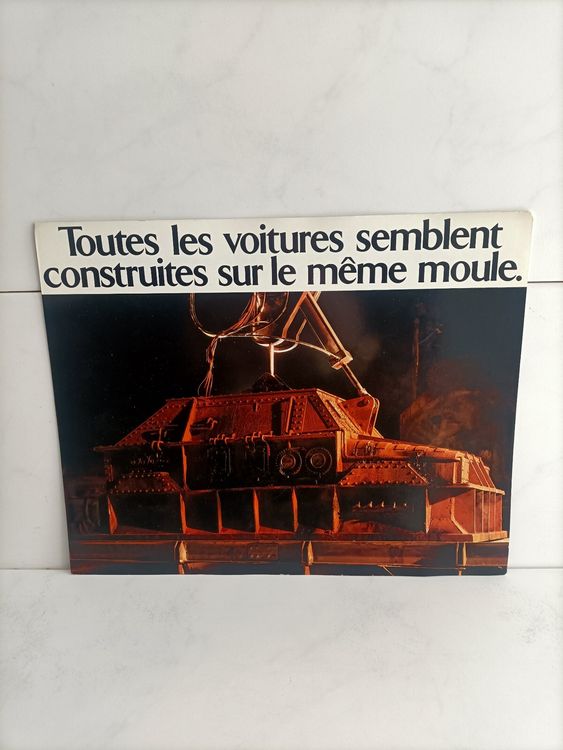 Toutes les voitures semblent
construites sur le même moule.